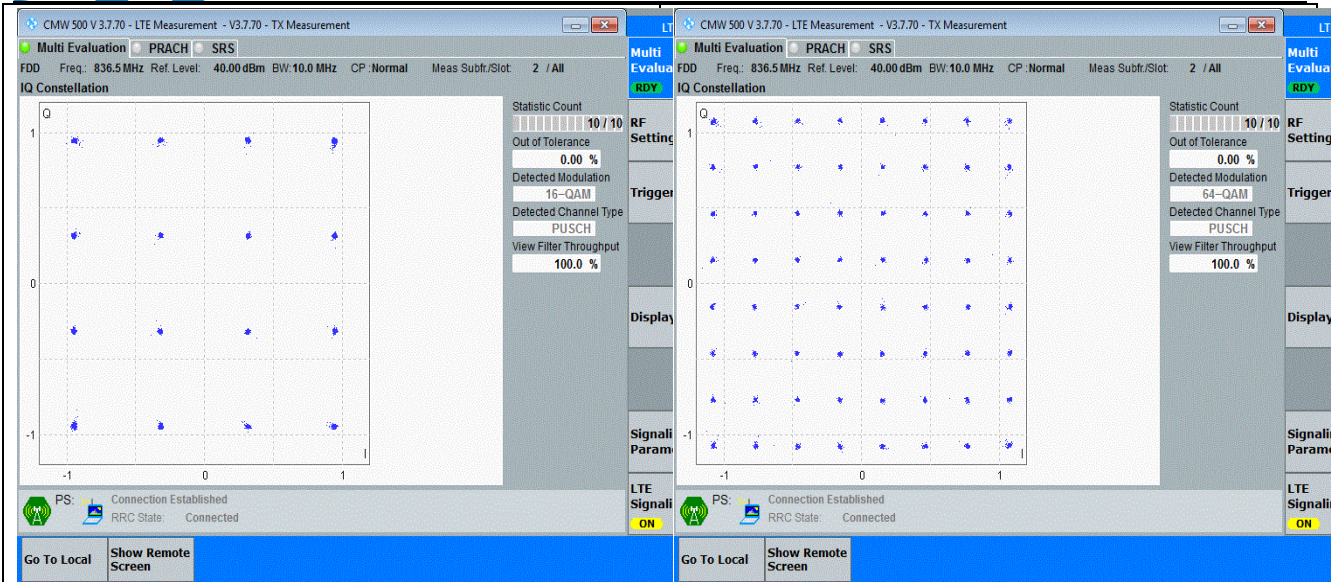 CMW 500 V 3.7.70 - LTE Measurement - V3.7.70 - TX Measurement
LT
Multi Evaluation PRACH SRS
FDD Freq.: 836.5 MHz Ref. Level: 40.00 dBm BW: 10.0 MHz CP :Normal Meas Subfr./Slot: 2 / All
IQ Constellation
Q
1
0
-1
I
-1 0 1
Statistic Count
10 / 10
Out of Tolerance
0.00 %
Detected Modulation
16-QAM
Detected Channel Type
PUSCH
View Filter Throughput
100.0 %
Multi
Evalua
RDY
RF
Setting
Trigger
Display
Signali
Param
LTE
Signali
ON
PS: Connection Established
RRC State: Connected
Go To Local
Show Remote
Screen
CMW 500 V 3.7.70 - LTE Measurement - V3.7.70 - TX Measurement
LT
Multi Evaluation PRACH SRS
FDD Freq.: 836.5 MHz Ref. Level: 40.00 dBm BW: 10.0 MHz CP :Normal Meas Subfr./Slot: 2 / All
IQ Constellation
Q
1
0
-1
I
-1 0 1
Statistic Count
10 / 10
Out of Tolerance
0.00 %
Detected Modulation
64-QAM
Detected Channel Type
PUSCH
View Filter Throughput
100.0 %
Multi
Evalua
RDY
RF
Setting
Trigger
Display
Signalin
Parame
LTE
Signalin
ON
PS: Connection Established
RRC State: Connected
Go To Local
Show Remote
Screen